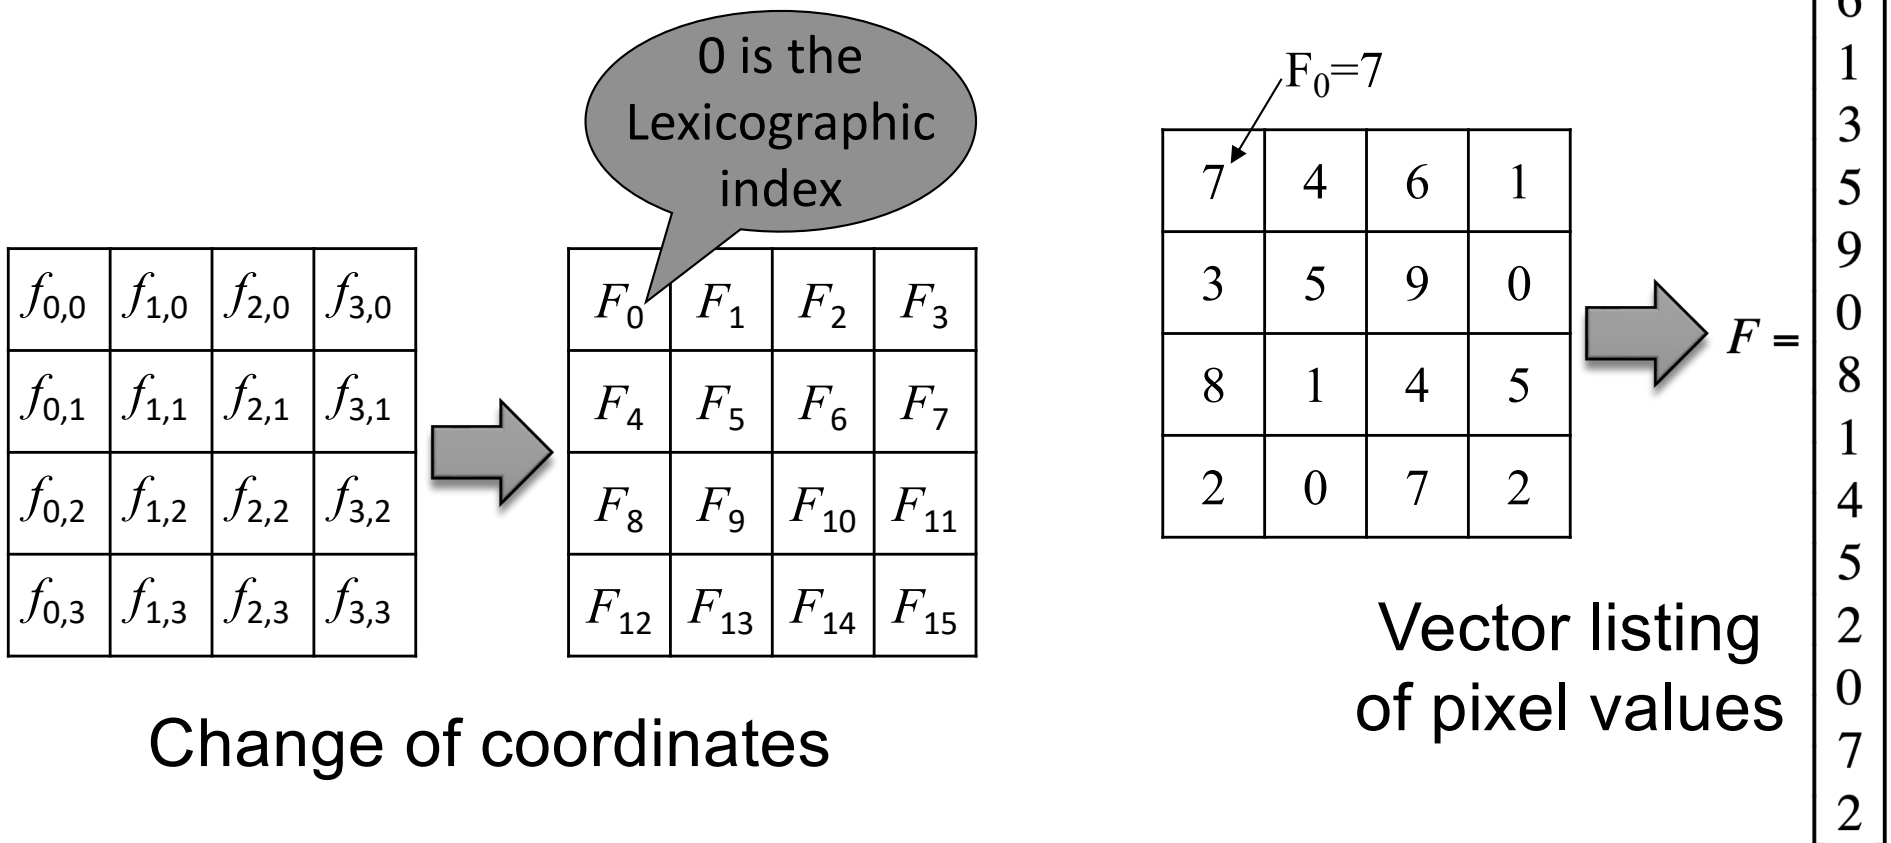 0 is the
Lexicographic
index
f0,0 f1,0 f2,0 f3,0
f0,1 f1,1 f2,1 f3,1
f0,2 f1,2 f2,2 f3,2
f0,3 f1,3 f2,3 f3,3
F0 F1 F2 F3
F4 F5 F6 F7
F8 F9 F10 F11
F12 F13 F14 F15
Change of coordinates
F0=7
7 4 6 1
3 5 9 0
8 1 4 5
2 0 7 2
Vector listing
of pixel values
F =
6
1
3
5
9
0
8
1
4
5
2
0
7
2